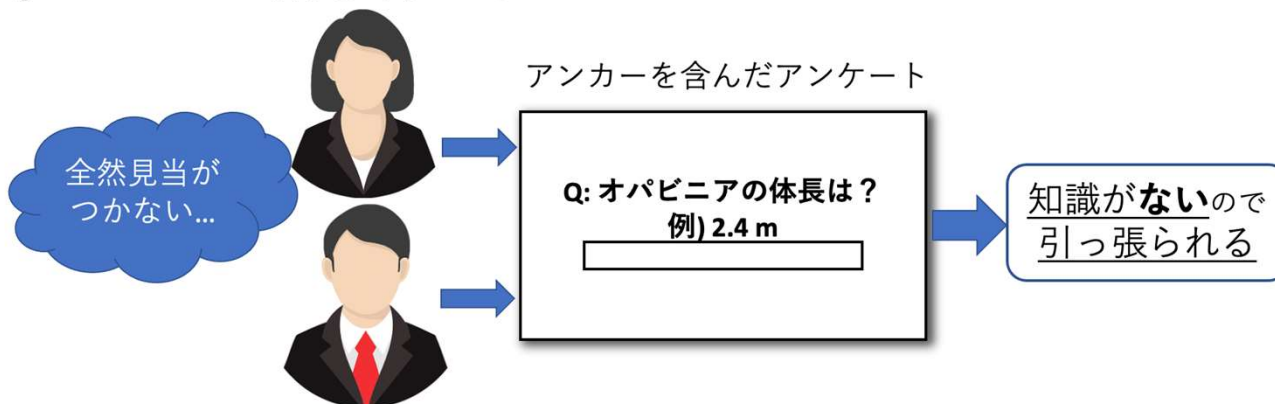 アンカーを含んだアンケート
全然見当が
つかない...
Q: オパビニアの体長は？
例) 2.4 m
知識がないので
引っ張られる